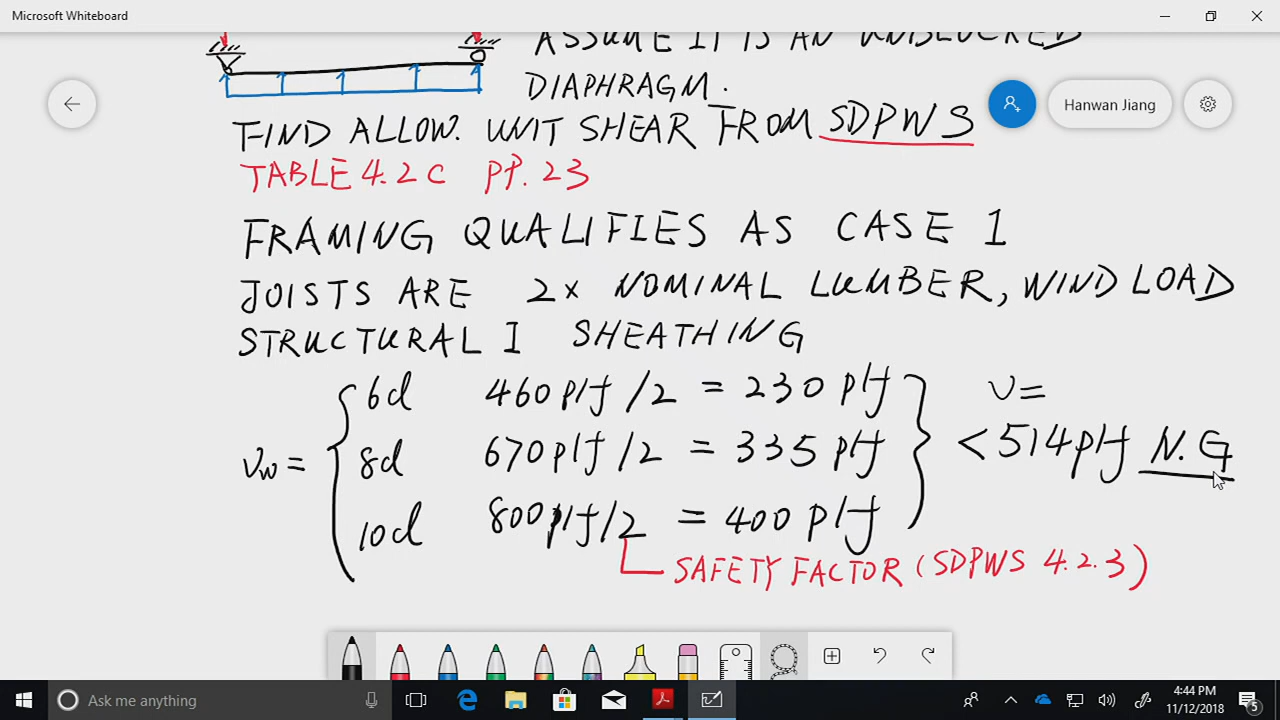 Microsoft Whiteboard
ASSUME IT IS AN UNBLOCKED
DIAPHRAGM.
Hanwan Jiang
FIND ALLOW. UNIT SHEAR FROM SDPWS
TABLE 4.2C PP. 23
FRAMING QUALIFIES AS CASE 1
JOISTS ARE 2x NOMINAL LUMBER, WIND LOAD
STRUCTURAL I SHEATHING
6d 460 plf /2 = 230 plf ν=
νw = 8d 670 plf /2 = 335 plf < 514 plf N.G
10d 800 plf /2 = 400 plf
SAFETY FACTOR (SDPWS 4.2.3)
Ask me anything
4:44 PM
11/12/2018
5